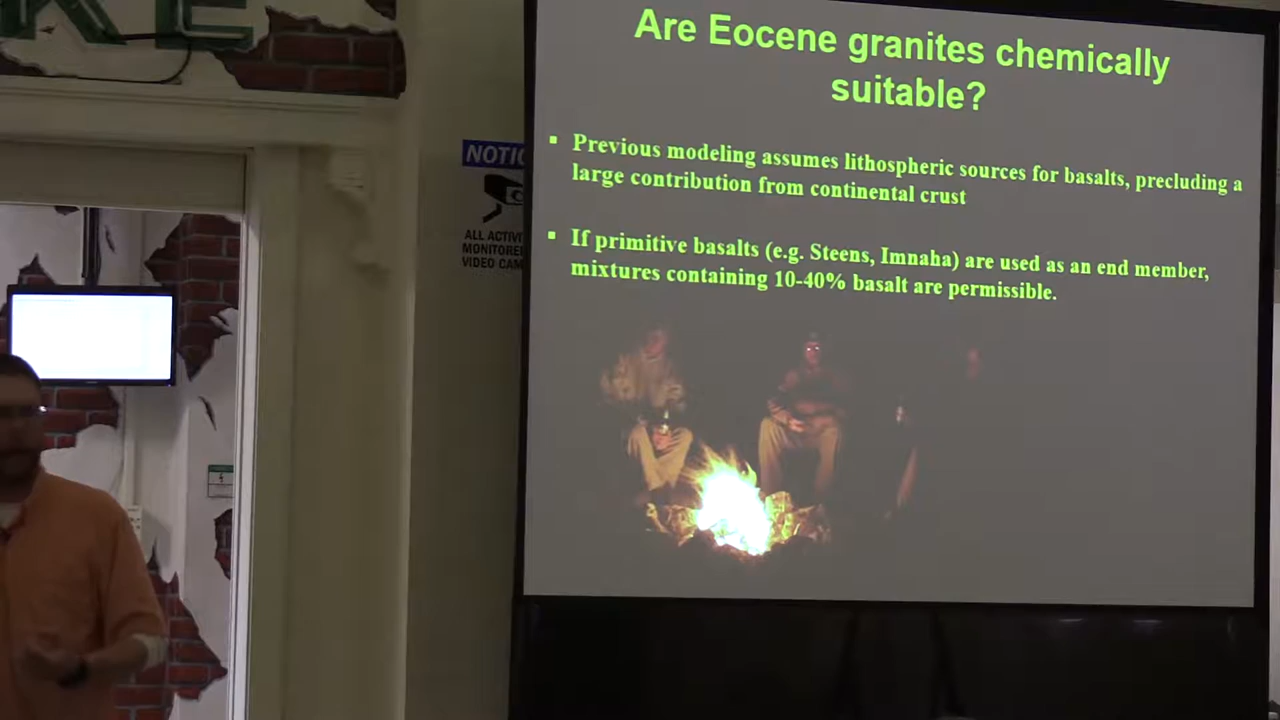 KE
Are Eocene granites chemically
suitable?
▪ Previous modeling assumes lithospheric sources for basalts, precluding a
large contribution from continental crust
▪ If primitive basalts (e.g. Steens, Imnaha) are used as an end member,
mixtures containing 10-40% basalt are permissible.
NOTIC
ALL ACTIVI
MONITORE
VIDEO CAM